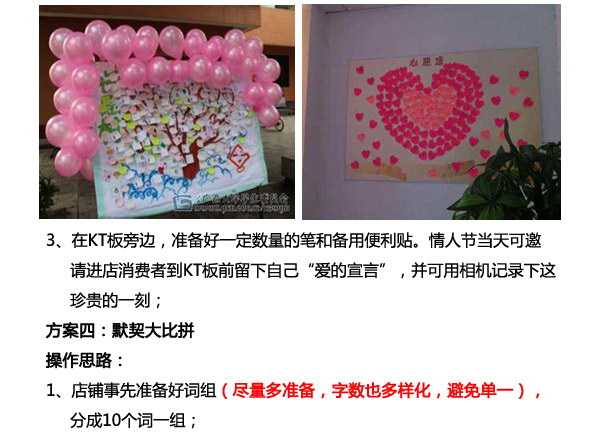 心愿墙
3、在KT板旁边，准备好一定数量的笔和备用便利贴。情人节当天可邀
请进店消费者到KT板前留下自己“爱的宣言”，并可用相机记录下这
珍贵的一刻；
方案四：默契大比拼
操作思路：
1、店铺事先准备好词组（尽量多准备，字数也多样化，避免单一），
分成10个词一组；